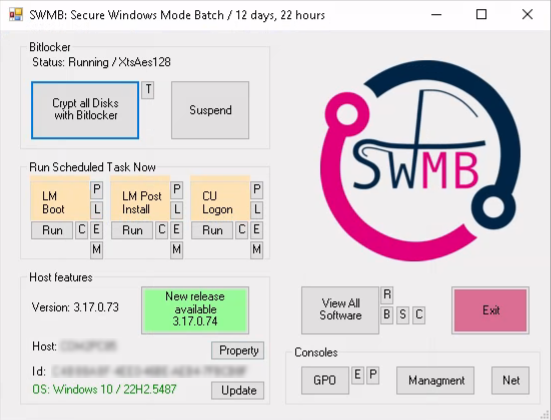 SWMB: Secure Windows Mode Batch / 12 days, 22 hours
Bitlocker
Status: Running / XtsAes128
Crypt all Disks
with Bitlocker
T
Suspend
Run Scheduled Task Now
LM
Boot
P
L
Run
C
E
M
LM Post
Install
P
L
Run
C
E
M
CU
Logon
P
L
Run
C
E
M
SWMB
Host features
Version: 3.17.0.73
New release
available
3.17.0.74
Host:
Property
Id:
OS: Windows 10 / 22H2.5487
Update
View All
Software
R
B
S
C
Exit
Consoles
GPO
E
P
Managment
Net